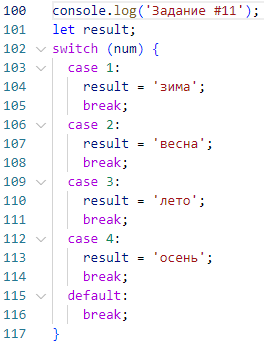 100 console.log('Задание #11');
101 let result;
102 switch (num) {
103 case 1:
104 result = 'зима';
105 break;
106 case 2:
107 result = 'весна';
108 break;
109 case 3:
110 result = 'лето';
111 break;
112 case 4:
113 result = 'осень';
114 break;
115 default:
116 break;
117 }